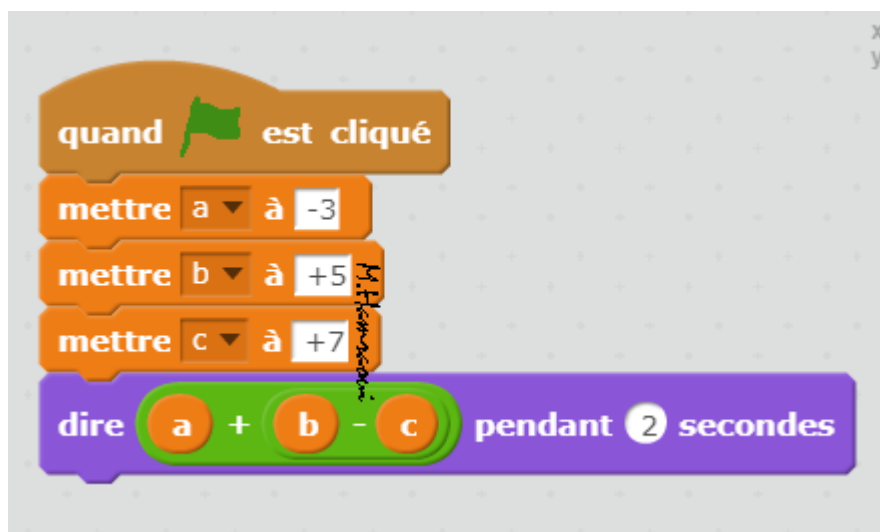 x
y
quand est cliqué
mettre a à -3
mettre b à +5
mettre c à +7
dire a + b - c pendant 2 secondes